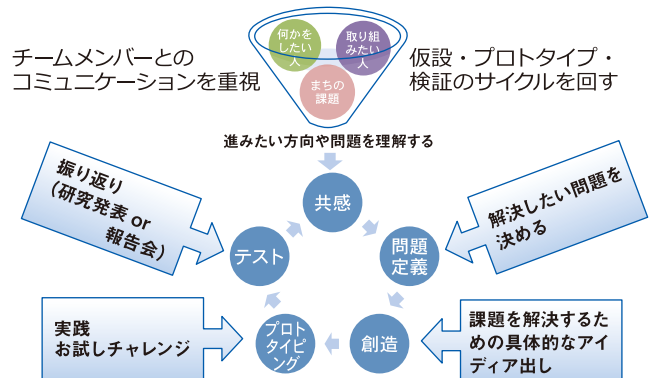 チームメンバーとの
コミュニケーションを重視
何かを
したい
人
取り組
みたい
人
まちの
課題
仮設・プロトタイプ・
検証のサイクルを回す
進みたい方向や問題を理解する
共感
問題
定義
創造
プロト
タイピ
ング
テスト
解決したい問題を
決める
課題を解決するた
めの具体的なアイ
ディア出し
実践
お試しチャレンジ
振り返り
（研究発表 or
報告会）